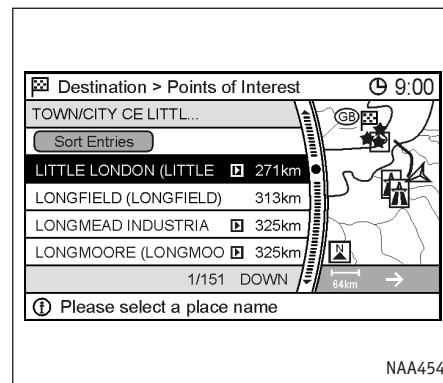 Destination > Points of Interest 9:00
TOWN/CITY CE LITTL...
GB
Sort Entries
LITTLE LONDON (LITTLE 271km
LONGFIELD (LONGFIELD) 313km
LONGMEAD INDUSTRIA 325km
LONGMOORE (LONGMOO 325km
N
1/151 DOWN
64km
i Please select a place name
NAA454